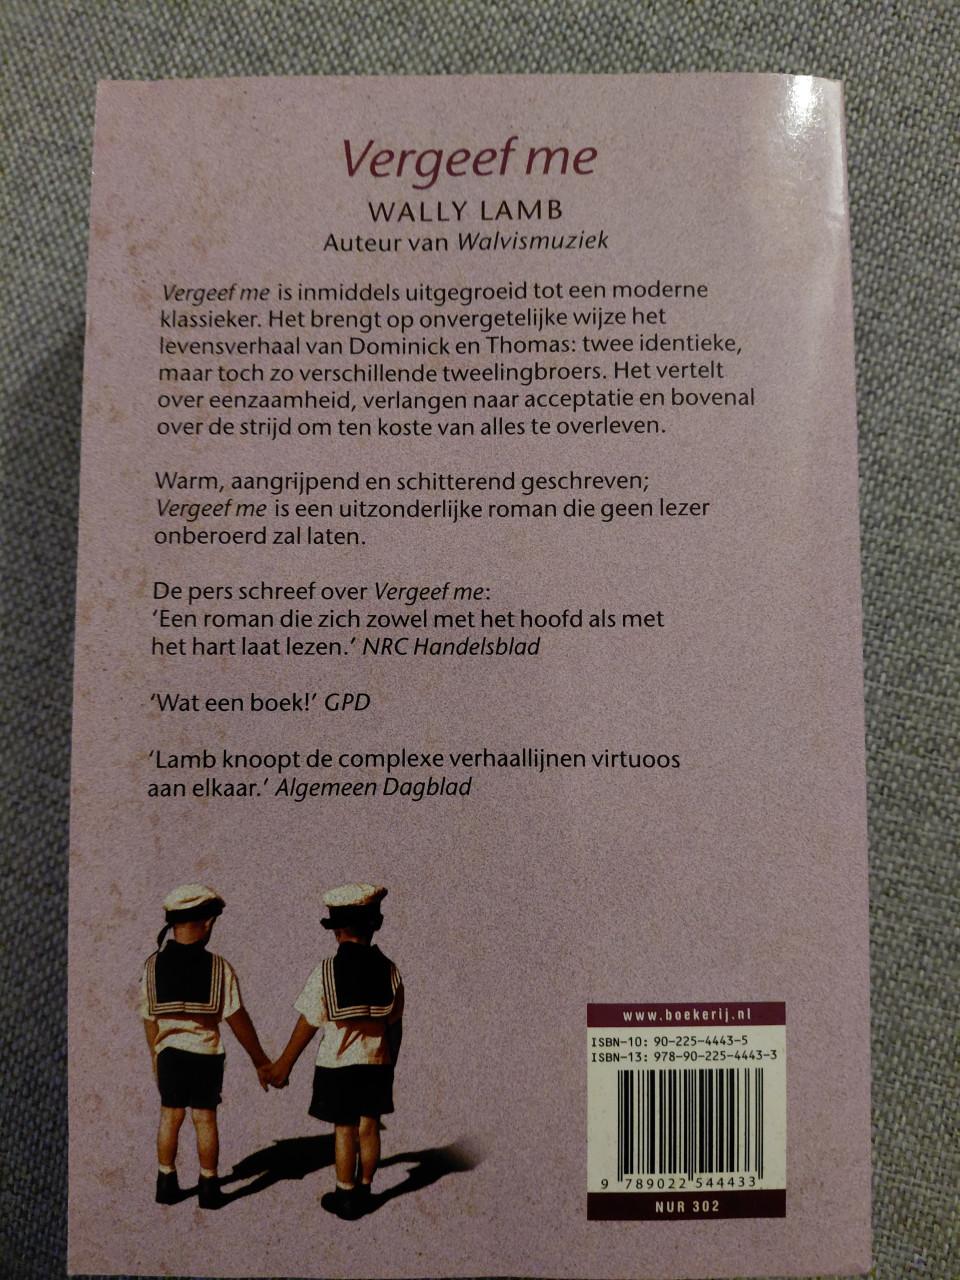 Vergeef me
WALLY LAMB
Auteur van Walvismuziek
Vergeef me is inmiddels uitgegroeid tot een moderne
klassieker. Het brengt op onvergetelijke wijze het
levensverhaal van Dominick en Thomas: twee identieke,
maar toch zo verschillende tweelingbroers. Het vertelt
over eenzaamheid, verlangen naar acceptatie en bovenal
over de strijd om ten koste van alles te overleven.
Warm, aangrijpend en schitterend geschreven;
Vergeef me is een uitzonderlijke roman die geen lezer
onberoerd zal laten.
De pers schreef over Vergeef me:
‘Een roman die zich zowel met het hoofd als met
het hart laat lezen.’ NRC Handelsblad
‘Wat een boek!’ GPD
‘Lamb knoopt de complexe verhaallijnen virtuoos
aan elkaar.’ Algemeen Dagblad
www.boekerij.nl
ISBN-10: 90-225-4443-5
ISBN-13: 978-90-225-4443-3
9 789022 544433
NUR 302